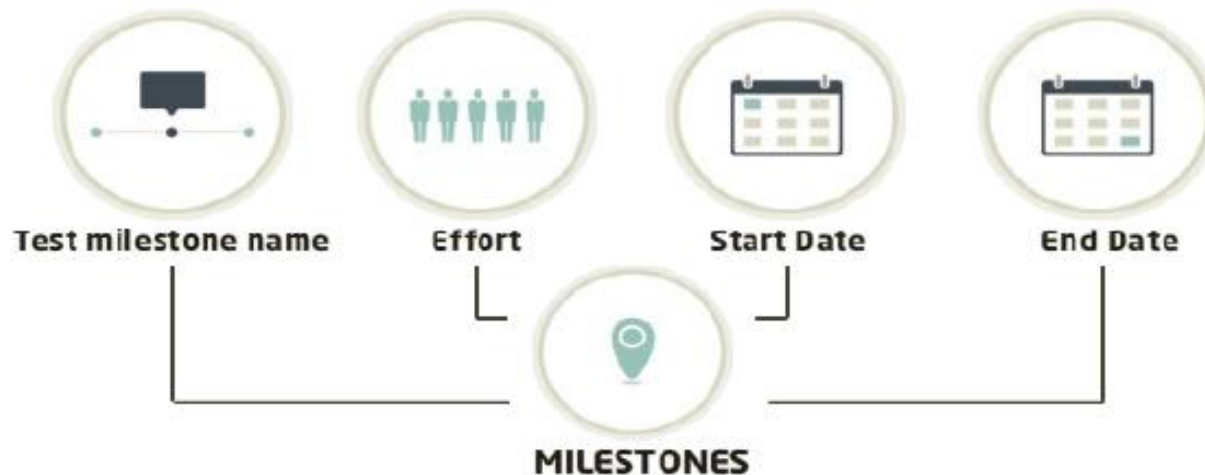 Test milestone name
Effort
Start Date
End Date
MILESTONES